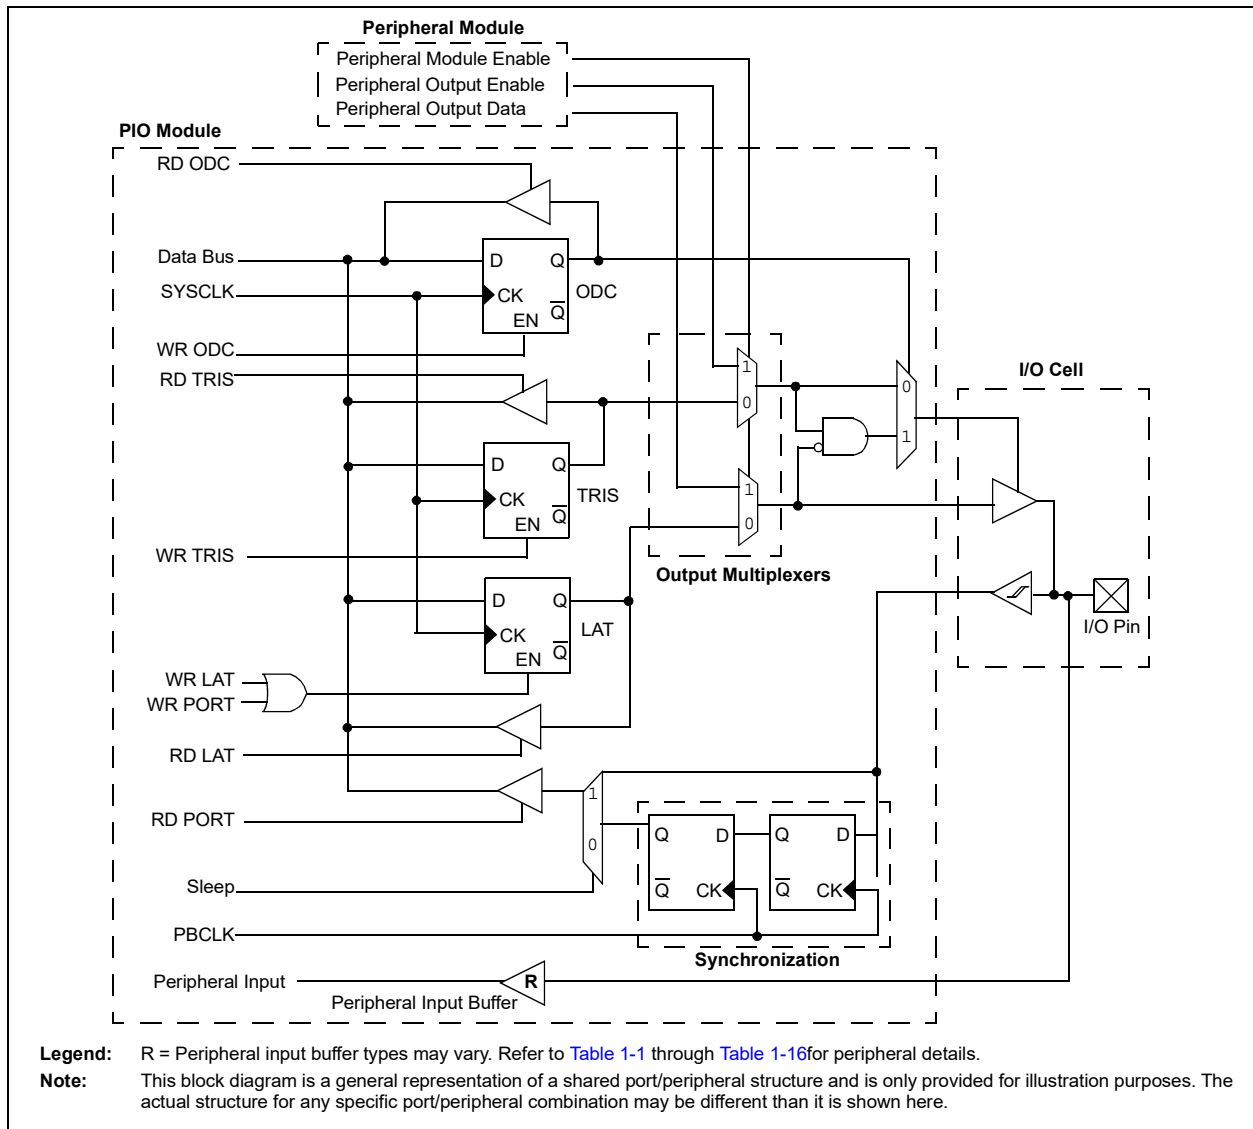 Peripheral Module
Peripheral Module Enable
Peripheral Output Enable
Peripheral Output Data
PIO Module
RD ODC
Data Bus
D
Q
SYSCLK
CK
ODC
Q
EN
WR ODC
RD TRIS
1
0
0
1
I/O Cell
D
Q
CK
TRIS
Q
EN
1
0
WR TRIS
Output Multiplexers
D
Q
CK
LAT
Q
EN
I/O Pin
WR LAT
WR PORT
RD LAT
1
RD PORT
0
Q
D
Q
D
Q
CK
Q
CK
Sleep
PBCLK
Synchronization
Peripheral Input
R
Peripheral Input Buffer
Legend: R = Peripheral input buffer types may vary. Refer to Table 1-1 through Table 1-16for peripheral details.
Note: This block diagram is a general representation of a shared port/peripheral structure and is only provided for illustration purposes. The
actual structure for any specific port/peripheral combination may be different than it is shown here.